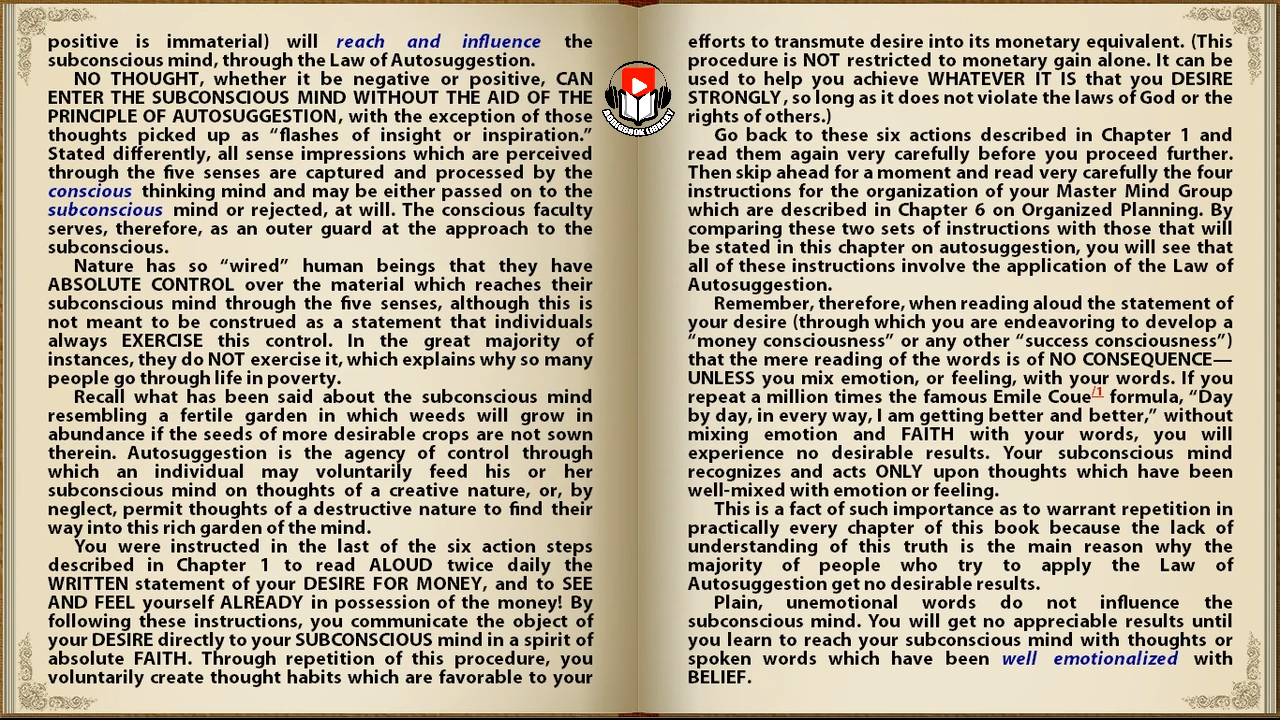 positive is immaterial) will reach and influence the
subconscious mind, through the Law of Autosuggestion.
NO THOUGHT, whether it be negative or positive, CAN
ENTER THE SUBCONSCIOUS MIND WITHOUT THE AID OF THE
PRINCIPLE OF AUTOSUGGESTION, with the exception of those
thoughts picked up as “flashes of insight or inspiration.”
Stated differently, all sense impressions which are perceived
through the five senses are captured and processed by the
conscious thinking mind and may be either passed on to the
subconscious mind or rejected, at will. The conscious faculty
serves, therefore, as an outer guard at the approach to the
subconscious.
Nature has so “wired” human beings that they have
ABSOLUTE CONTROL over the material which reaches their
subconscious mind through the five senses, although this is
not meant to be construed as a statement that individuals
always EXERCISE this control. In the great majority of
instances, they do NOT exercise it, which explains why so many
people go through life in poverty.
Recall what has been said about the subconscious mind
resembling a fertile garden in which weeds will grow in
abundance if the seeds of more desirable crops are not sown
therein. Autosuggestion is the agency of control through
which an individual may voluntarily feed his or her
subconscious mind on thoughts of a creative nature, or, by
neglect, permit thoughts of a destructive nature to find their
way into this rich garden of the mind.
You were instructed in the last of the six action steps
described in Chapter 1 to read ALOUD twice daily the
WRITTEN statement of your DESIRE FOR MONEY, and to SEE
AND FEEL yourself ALREADY in possession of the money! By
following these instructions, you communicate the object of
your DESIRE directly to your SUBCONSCIOUS mind in a spirit of
absolute FAITH. Through repetition of this procedure, you
voluntarily create thought habits which are favorable to your
AUDIOBOOK LIBRARY
efforts to transmute desire into its monetary equivalent. (This
procedure is NOT restricted to monetary gain alone. It can be
used to help you achieve WHATEVER IT IS that you DESIRE
STRONGLY, so long as it does not violate the laws of God or the
rights of others.)
Go back to these six actions described in Chapter 1 and
read them again very carefully before you proceed further.
Then skip ahead for a moment and read very carefully the four
instructions for the organization of your Master Mind Group
which are described in Chapter 6 on Organized Planning. By
comparing these two sets of instructions with those that will
be stated in this chapter on autosuggestion, you will see that
all of these instructions involve the application of the Law of
Autosuggestion.
Remember, therefore, when reading aloud the statement of
your desire (through which you are endeavoring to develop a
“money consciousness” or any other “success consciousness”)
that the mere reading of the words is of NO CONSEQUENCE—
UNLESS you mix emotion, or feeling, with your words. If you
repeat a million times the famous Emile Coue/1 formula, “Day
by day, in every way, I am getting better and better,” without
mixing emotion and FAITH with your words, you will
experience no desirable results. Your subconscious mind
recognizes and acts ONLY upon thoughts which have been
well-mixed with emotion or feeling.
This is a fact of such importance as to warrant repetition in
practically every chapter of this book because the lack of
understanding of this truth is the main reason why the
majority of people who try to apply the Law of
Autosuggestion get no desirable results.
Plain, unemotional words do not influence the
subconscious mind. You will get no appreciable results until
you learn to reach your subconscious mind with thoughts or
spoken words which have been well emotionalized with
BELIEF.